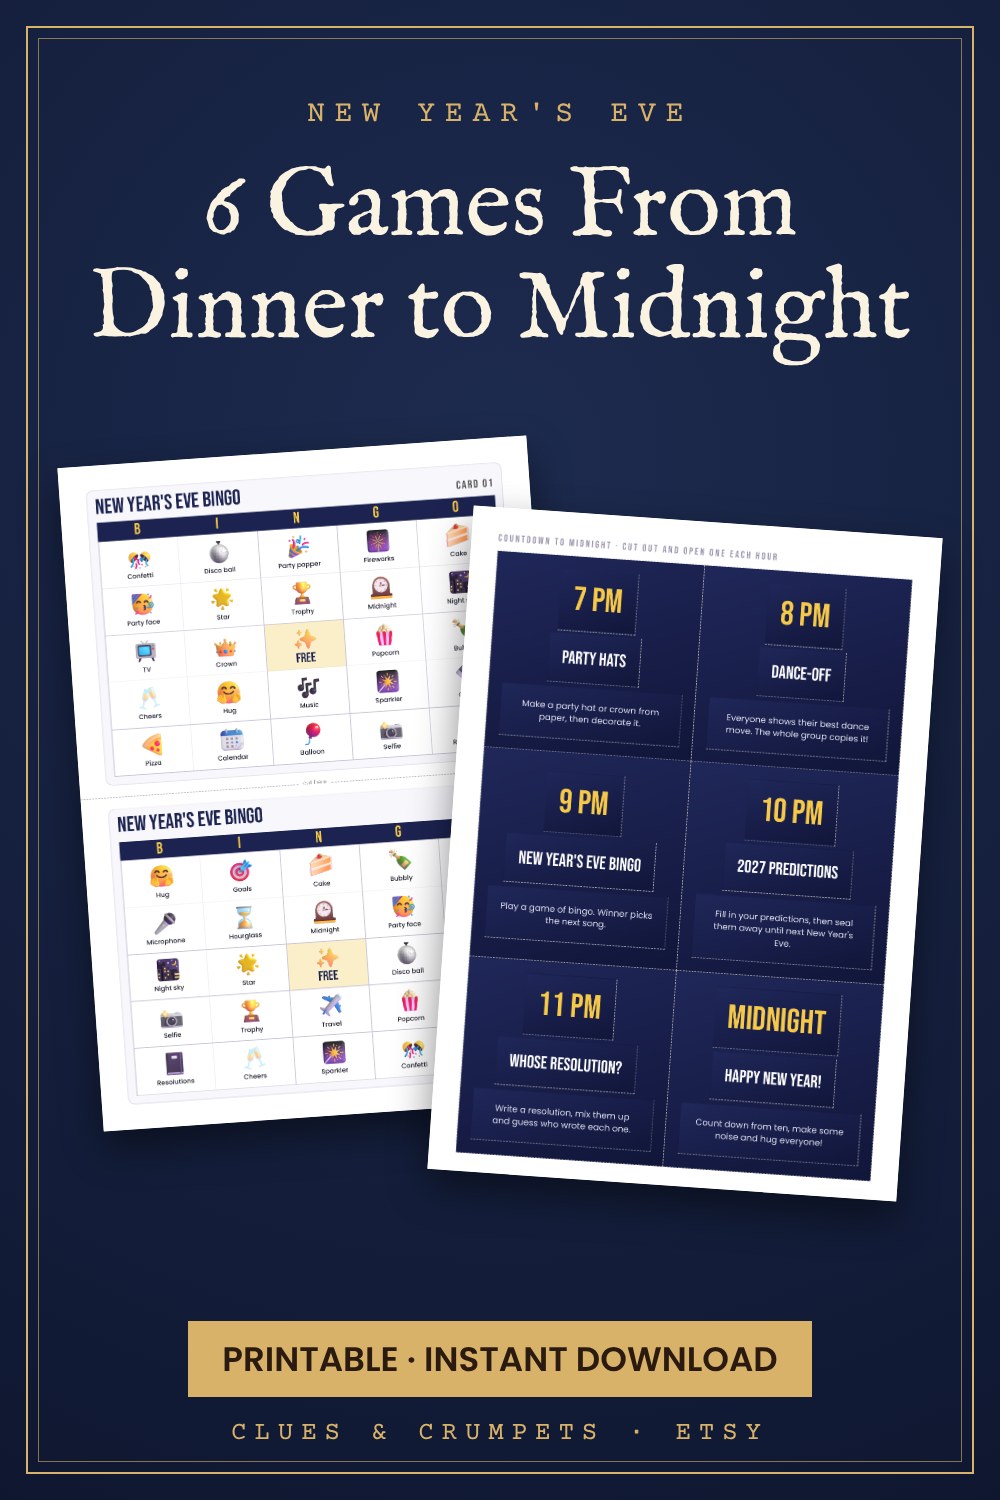 NEW YEAR'S EVE
6 Games From
Dinner to Midnight
NEW YEAR'S EVE BINGO
CARD 01
B I N G O
Confetti Disco ball Party popper Fireworks Cake
Party face Star Trophy Midnight Night
TV Crown FREE Popcorn
Cheers Hug Music Sparkler
Pizza Calendar Balloon Selfie
NEW YEAR'S EVE BINGO
B I N G
Hug Goals Cake Bubbly
Microphone Hourglass Midnight Party face
Night sky Star FREE Disco ball
Selfie Trophy Travel Popcorn
Resolutions Cheers Sparkler Confetti
COUNTDOWN TO MIDNIGHT · CUT OUT AND OPEN ONE EACH HOUR
7 PM
PARTY HATS
Make a party hat or crown from
paper, then decorate it.
8 PM
DANCE-OFF
Everyone shows their best dance
move. The whole group copies it!
9 PM
NEW YEAR'S EVE BINGO
Play a game of bingo. Winner picks
the next song.
10 PM
2027 PREDICTIONS
Fill in your predictions, then seal
them away until next New Year's
Eve.
11 PM
WHOSE RESOLUTION?
Write a resolution, mix them up
and guess who wrote each one.
MIDNIGHT
HAPPY NEW YEAR!
Count down from ten, make some
noise and hug everyone!
PRINTABLE · INSTANT DOWNLOAD
CLUES & CRUMPETS · ETSY